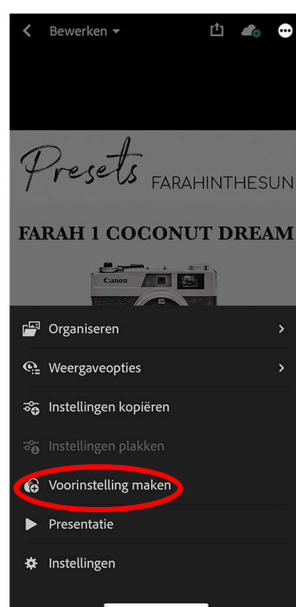 Bewerken
Presets FARAHINTHESUN
FARAH 1 COCONUT DREAM
Canon
Organiseren
Weergaveopties
Instellingen kopiëren
Instellingen plakken
Voorinstelling maken
Presentatie
Instellingen